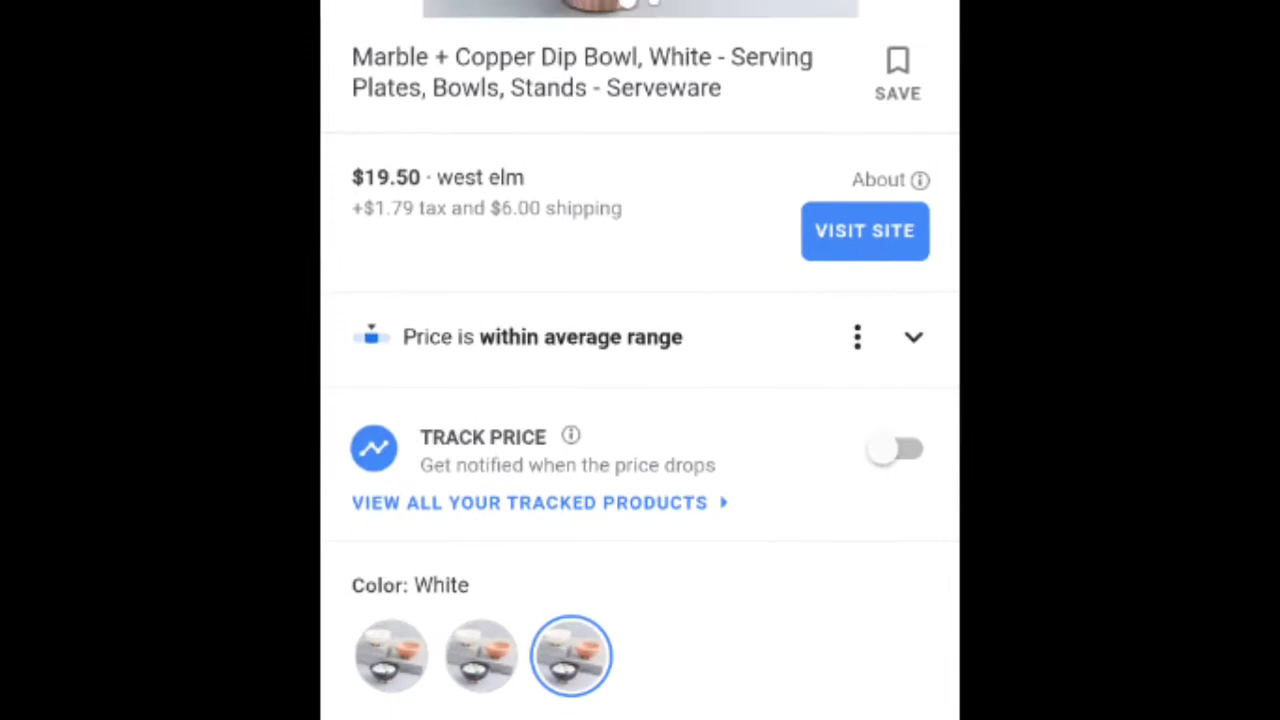 Marble + Copper Dip Bowl, White - Serving
Plates, Bowls, Stands - Serveware
SAVE
$19.50 · west elm
About
+$1.79 tax and $6.00 shipping
VISIT SITE
Price is within average range
TRACK PRICE
Get notified when the price drops
VIEW ALL YOUR TRACKED PRODUCTS
Color: White